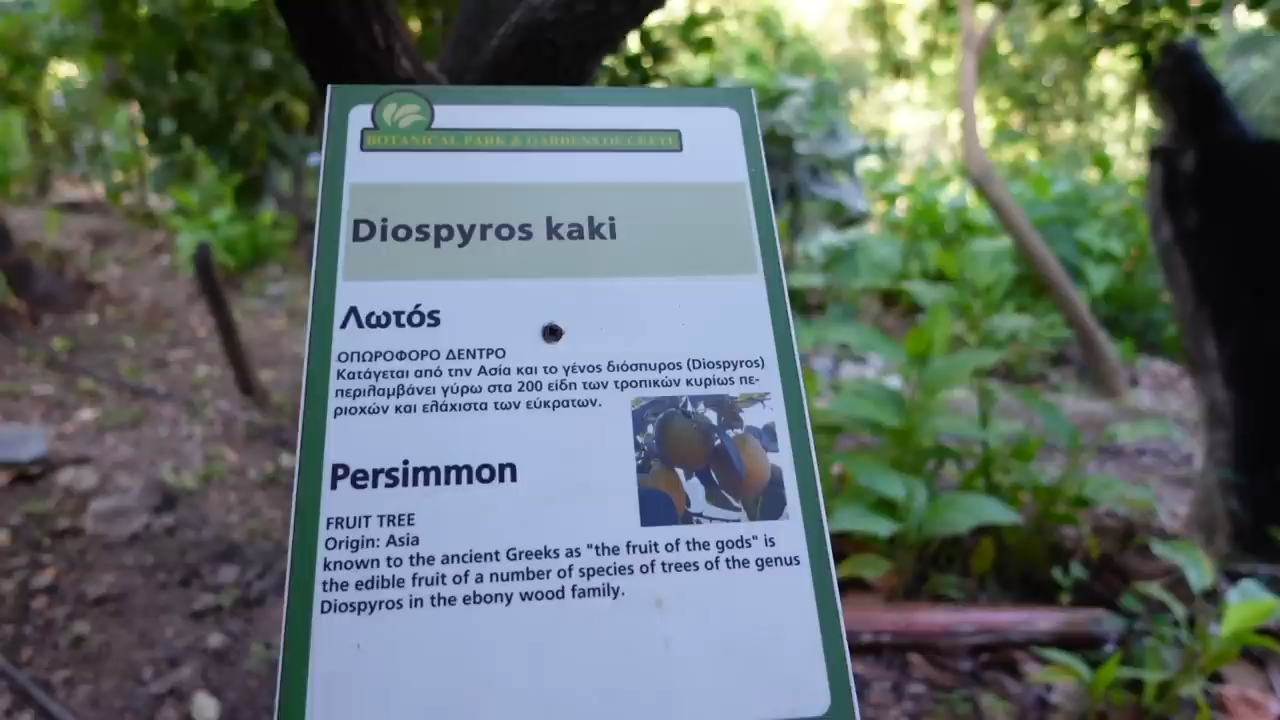 BOTANICAL PARK & GARDENS OF CRETE
Diospyros kaki
Λωτός
ΟΠΩΡΟΦΟΡΟ ΔΕΝΤΡΟ
Κατάγεται από την Ασία και το γένος διόσπυρος (Diospyros)
περιλαμβάνει γύρω στα 200 είδη των τροπικών κυρίως πε-
ριοχών και ελάχιστα των εύκρατων.
Persimmon
FRUIT TREE
Origin: Asia
known to the ancient Greeks as "the fruit of the gods" is
the edible fruit of a number of species of trees of the genus
Diospyros in the ebony wood family.